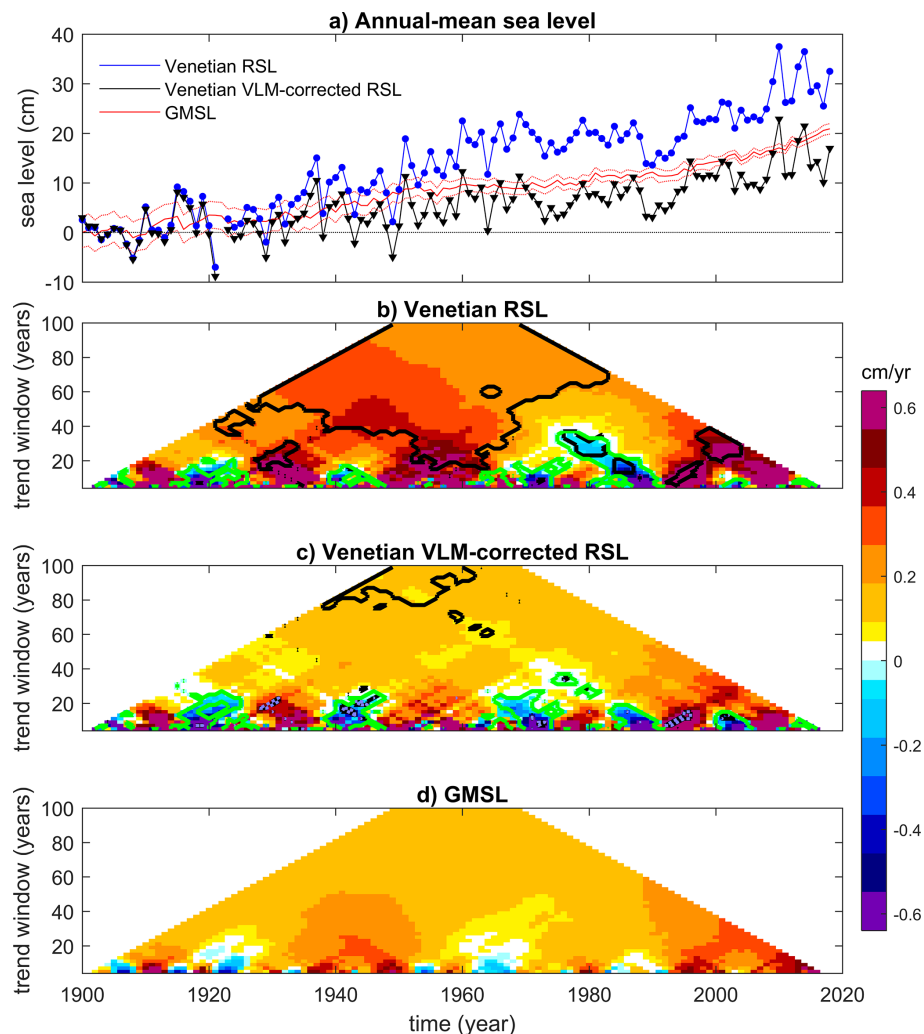 a) Annual-mean sea level
40
30
20
10
0
-10
sea level (cm)
Venetian RSL
Venetian VLM-corrected RSL
GMSL
b) Venetian RSL
100
80
60
40
20
trend window (years)
c) Venetian VLM-corrected RSL
100
80
60
40
20
trend window (years)
d) GMSL
100
80
60
40
20
trend window (years)
1900
1920
1940
1960
1980
2000
2020
time (year)
cm/yr
0.6
0.4
0.2
0
-0.2
-0.4
-0.6